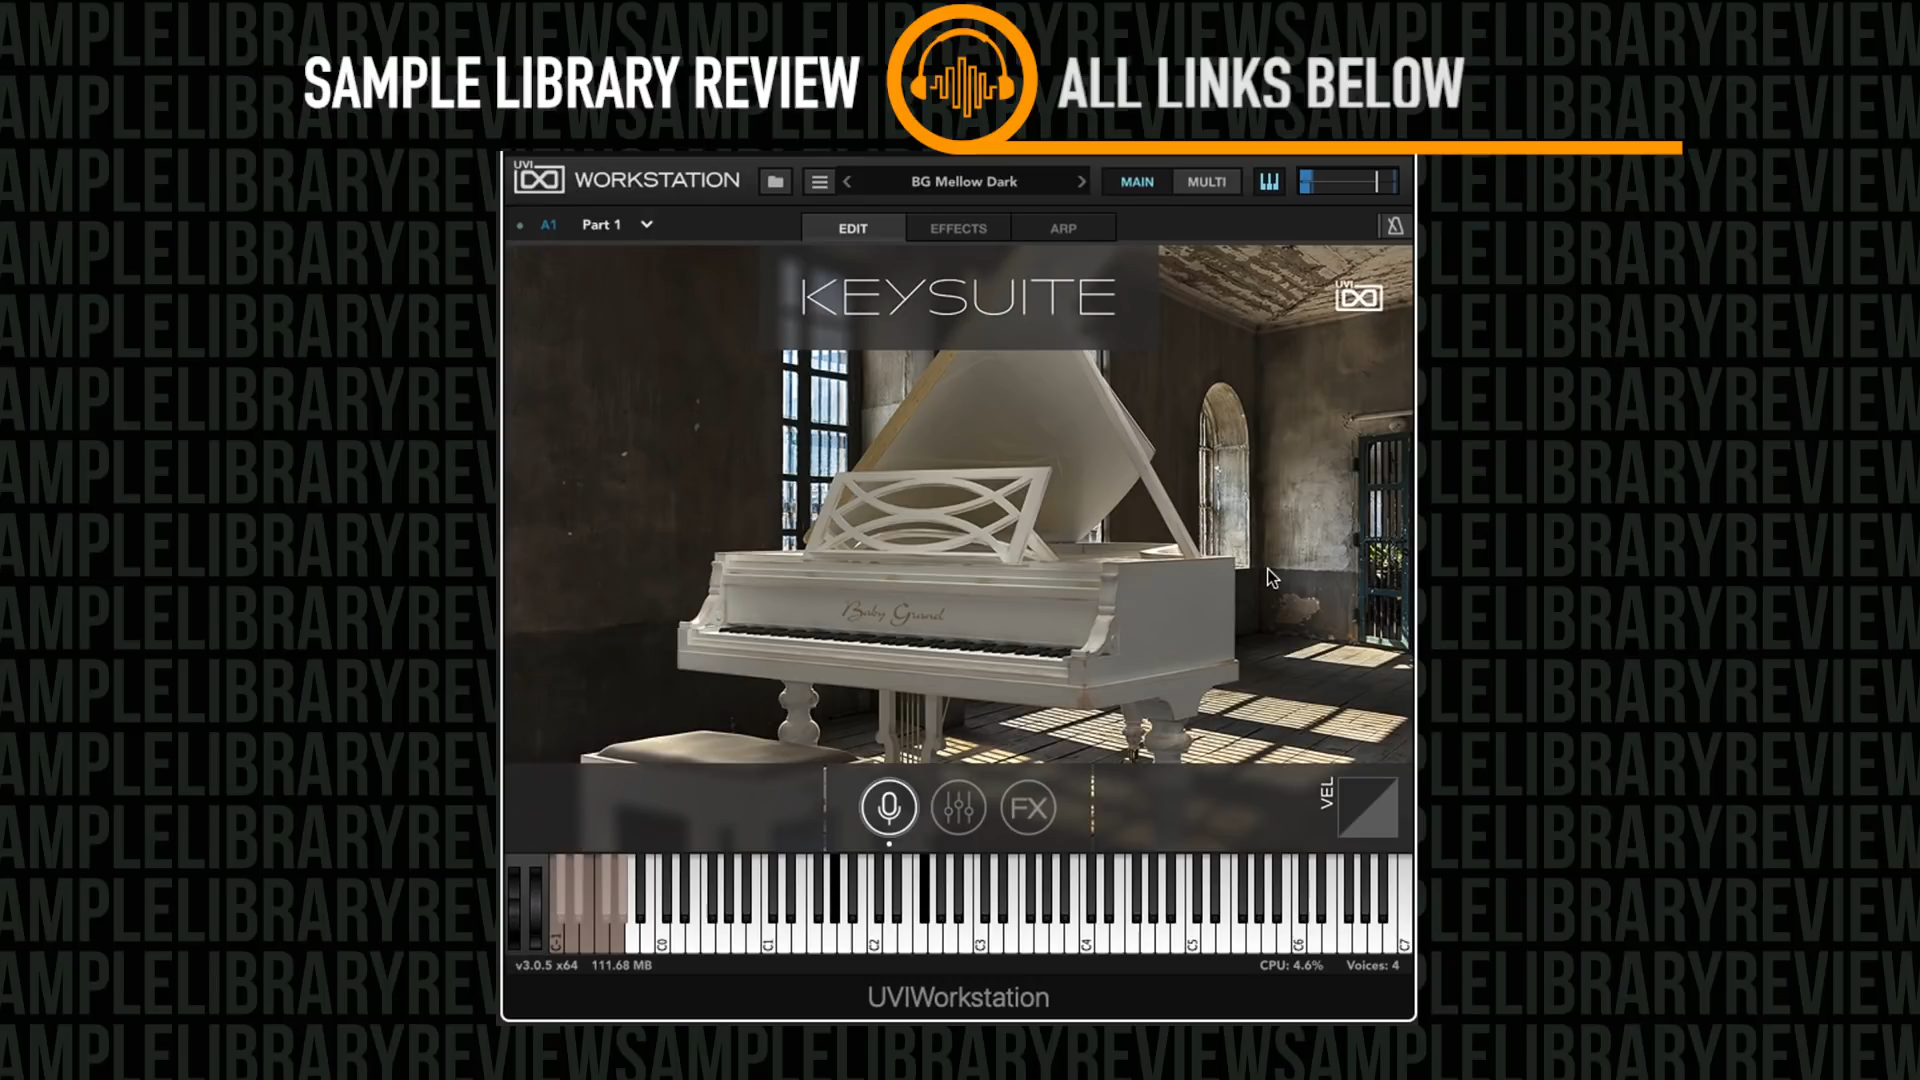 SAMPLE LIBRARY REVIEW ALL LINKS BELOW
UVI WORKSTATION BG Mellow Dark MAIN MULTI
A1 Part 1 EDIT EFFECTS ARP
KEYSUITE UVI
Baby Grand
FX VEL
C-1 C0 C1 C2 C3 C4 C5 C6 C7
v3.0.5 x64 111.68 MB CPU: 4.6% Voices: 4
UVIWorkstation